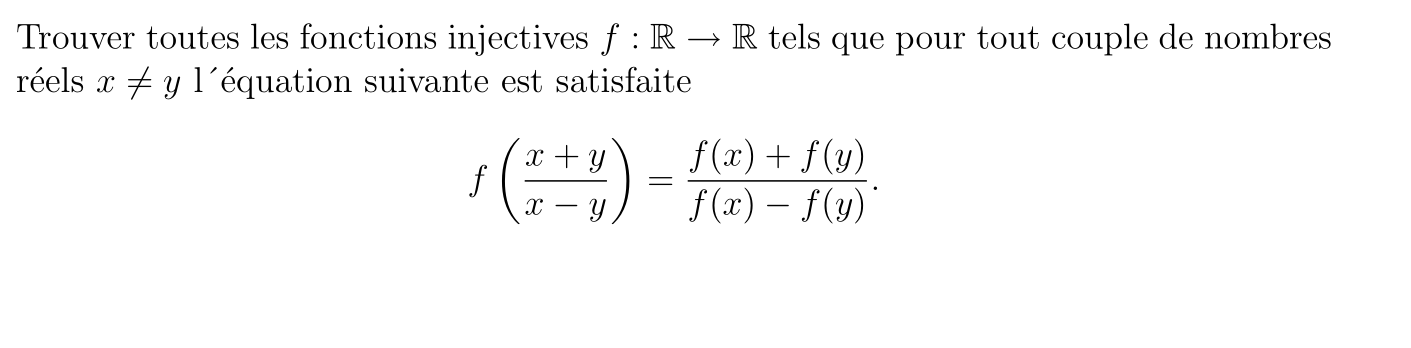 Trouver toutes les fonctions injectives f : ℝ → ℝ tels que pour tout couple de nombres
réels x ≠ y l´équation suivante est satisfaite
f((x + y)/(x − y)) = (f(x) + f(y))/(f(x) − f(y)).